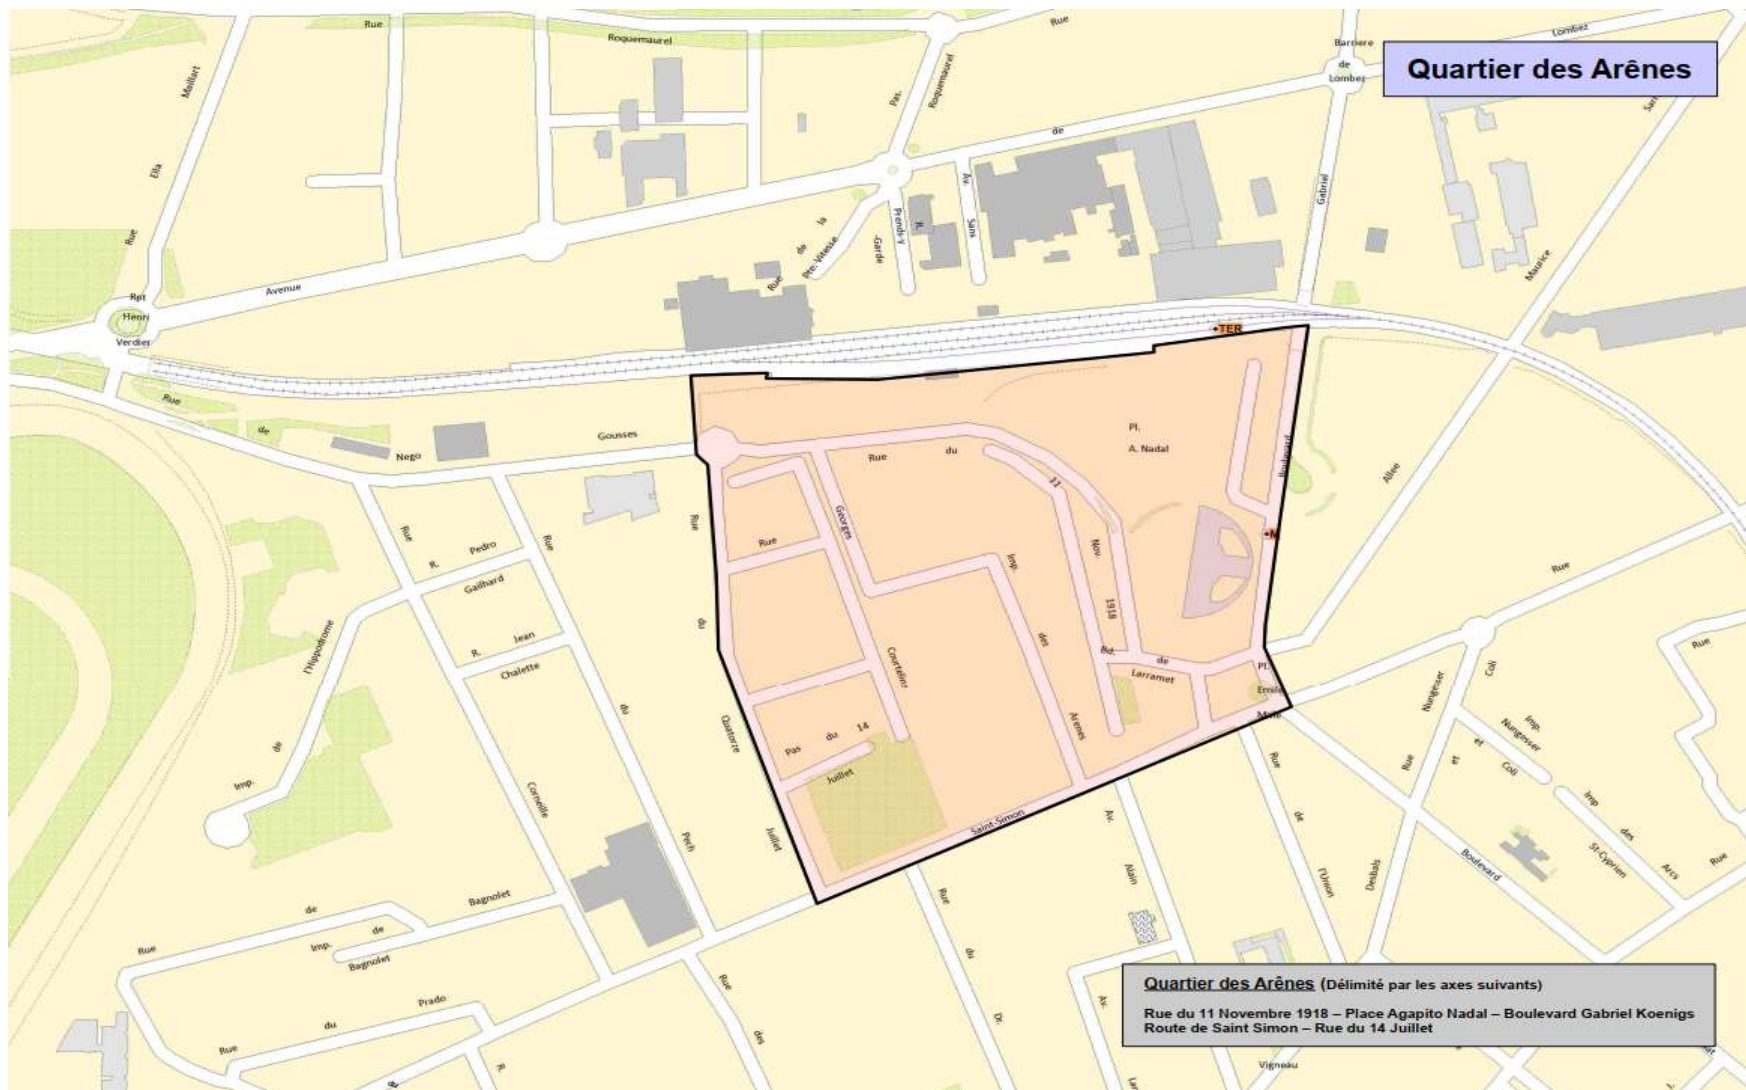 Rue
Roquemaurel
Rue
Lombez
Barriere
de
Lombez
Quartier des Arênes
Maillart
Pas.
Roquemaurel
de
Ella
Av.
Sans
Gabriel
Rue
Prends-y
Garde
R.
Rue
de
la
Pte. Vitesse
Maurice
Avenue
Rpt
Henri
Verdier
TER
Rue
de
Nego
Gousses
Pl.
A. Nadal
Rue
du
11
Nov.
1918
Boulevard
Allee
Georges
Courteline
Rue
Rue
du
Quatorze
Juillet
Rue
R.
Pedro
Gailhard
Rue
R.
Jean
Chalette
l'Hippodrome
de
Imp.
Imp.
des
Arenes
M
Rue
Rue
Bd.
de
Larramet
Pl.
Emile
Male
Pas
du
14
Juillet
Saint-Simon
du
Pech
Corneille
Nungesser
et
Coli
Rue
Imp.
Nungesser
et
Coli
Imp
des
Arcs
St-Cyprien
Rue
Rue
de
l'Union
Desbals
Boulevard
Av.
Alain
Rue
du
Dr.
Av.
Rue
de
Imp.
de
Bagnolet
Bagnolet
Rue
du
Prado
R.
Rue
des
Vigneau
Quartier des Arênes (Délimité par les axes suivants)
Rue du 11 Novembre 1918 – Place Agapito Nadal – Boulevard Gabriel Koenigs
Route de Saint Simon – Rue du 14 Juillet